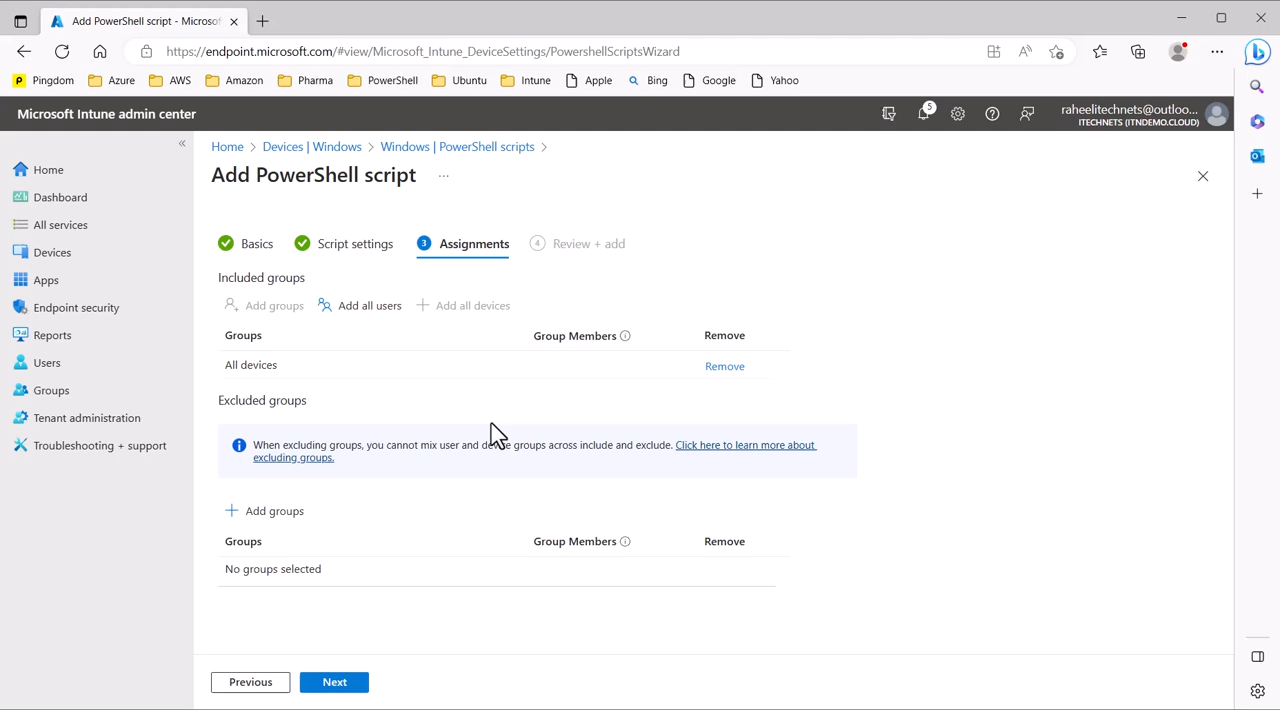 Add PowerShell script - Microsof
https://endpoint.microsoft.com/#view/Microsoft_Intune_DeviceSettings/PowershellScriptsWizard
Pingdom Azure AWS Amazon Pharma PowerShell Ubuntu Intune Apple Bing Google Yahoo
Microsoft Intune admin center
5
raheelitechnets@outloo...
ITECHNETS (ITNDEMO.CLOUD)
Home > Devices | Windows > Windows | PowerShell scripts >
Add PowerShell script ...
Home
Dashboard
All services
Devices
Apps
Endpoint security
Reports
Users
Groups
Tenant administration
Troubleshooting + support
Basics Script settings 3 Assignments 4 Review + add
Included groups
Add groups Add all users Add all devices
Groups Group Members Remove
All devices Remove
Excluded groups
When excluding groups, you cannot mix user and device groups across include and exclude. Click here to learn more about
excluding groups.
Add groups
Groups Group Members Remove
No groups selected
Previous Next